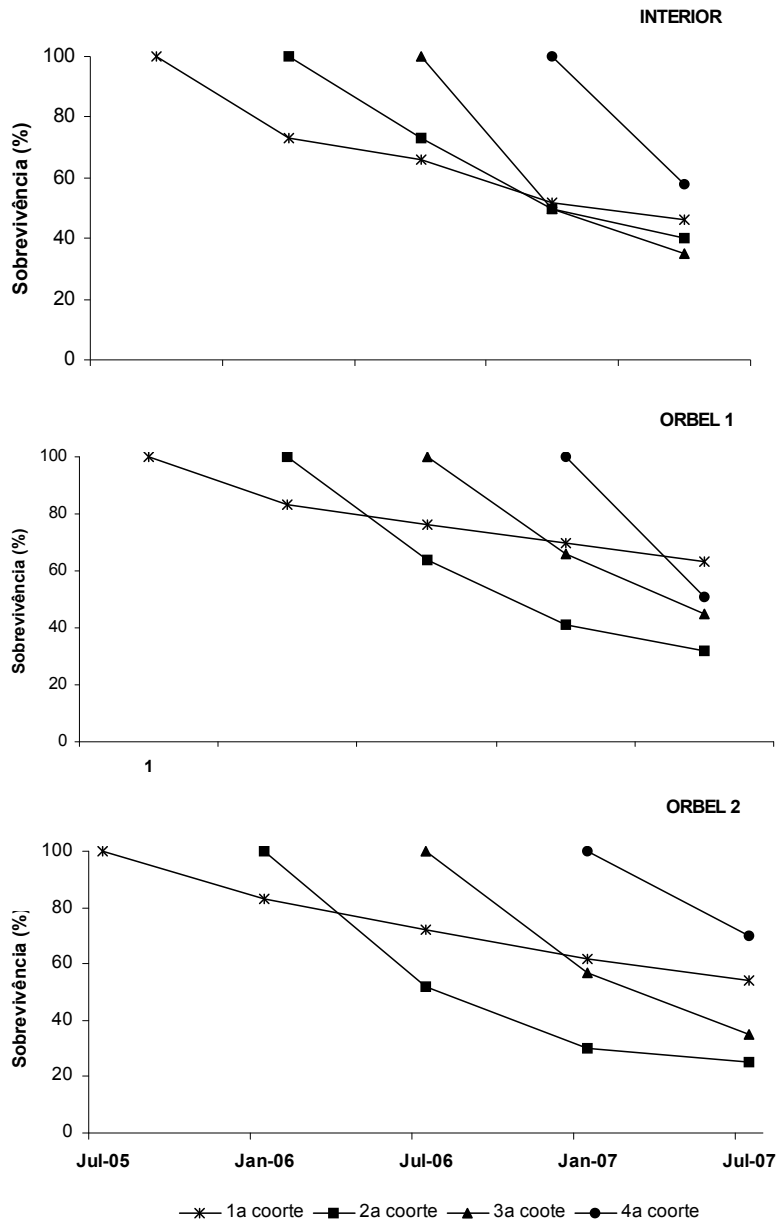 INTERIOR
Sobrevivência (%)
100
80
60
40
20
0
ORBEL 1
Sobrevivência (%)
100
80
60
40
20
0
1
ORBEL 2
Sobrevivência (%)
100
80
60
40
20
0
Jul-05 Jan-06 Jul-06 Jan-07 Jul-07
1a coorte 2a coorte 3a coote 4a coorte